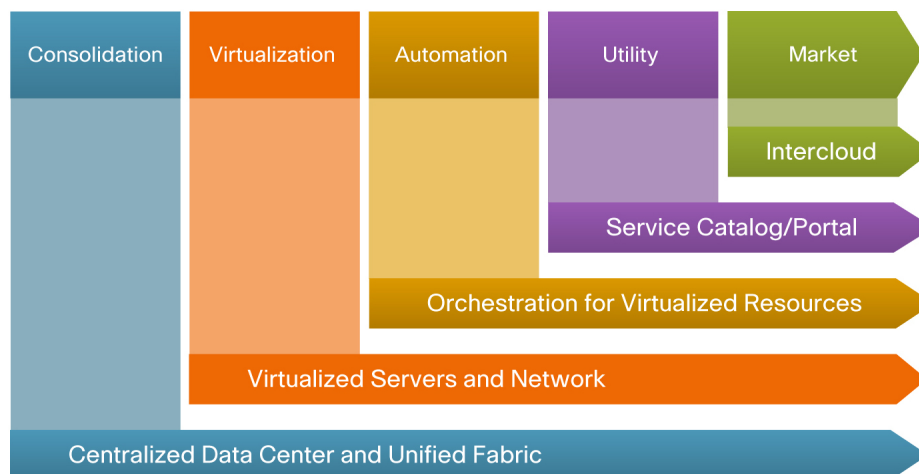 Consolidation
Virtualization
Automation
Utility
Market
Intercloud
Service Catalog/Portal
Orchestration for Virtualized Resources
Virtualized Servers and Network
Centralized Data Center and Unified Fabric